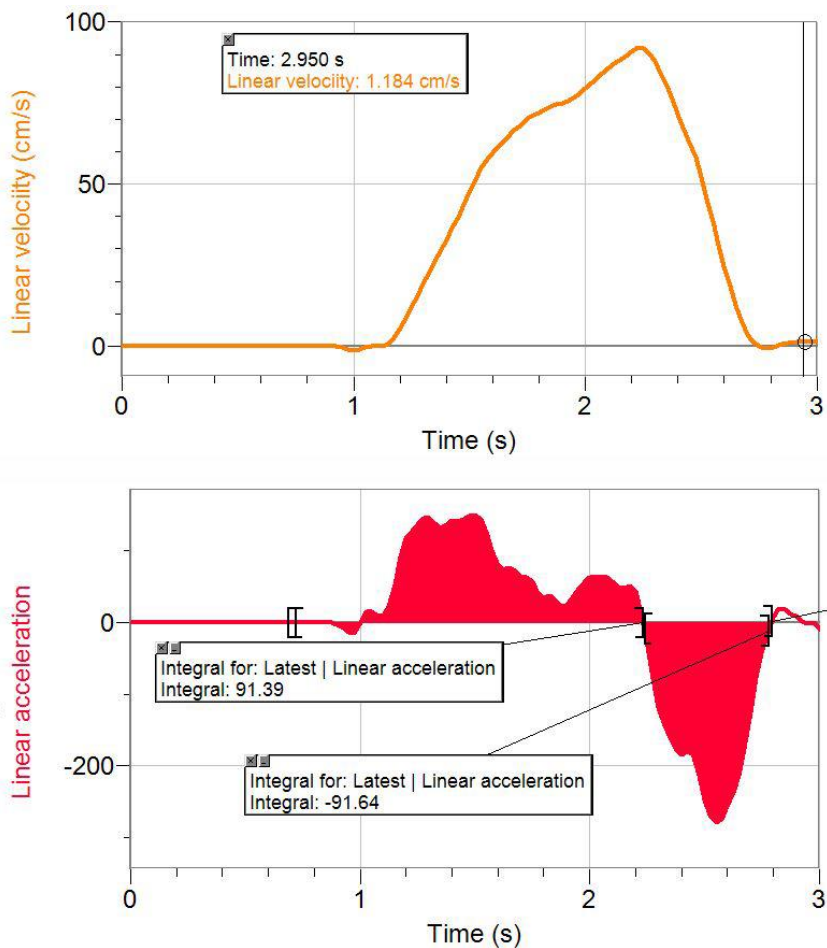 100
50
0
Linear velociity (cm/s)
Time: 2.950 s
Linear velociity: 1.184 cm/s
0 1 2 3
Time (s)
0
-200
Linear acceleration
Integral for: Latest | Linear acceleration
Integral: 91.39
Integral for: Latest | Linear acceleration
Integral: -91.64
0 1 2 3
Time (s)